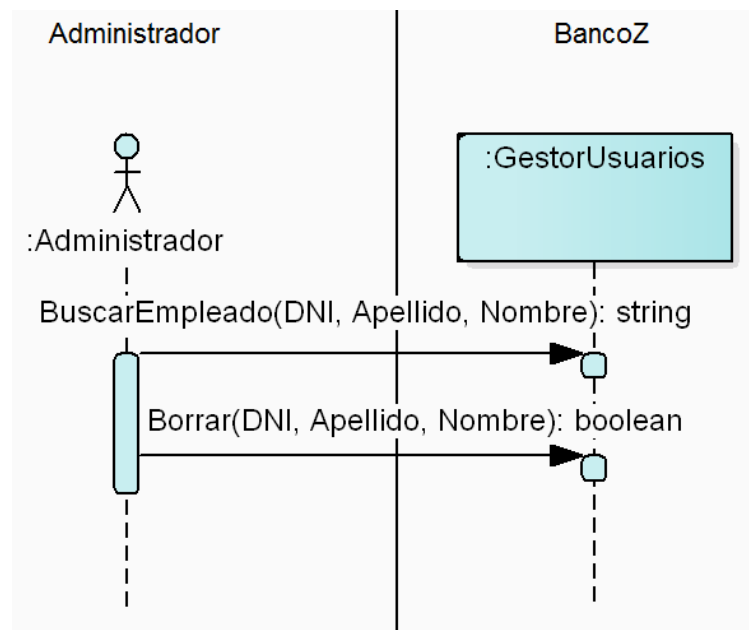 Administrador
BancoZ
:GestorUsuarios
:Administrador
BuscarEmpleado(DNI, Apellido, Nombre): string
Borrar(DNI, Apellido, Nombre): boolean